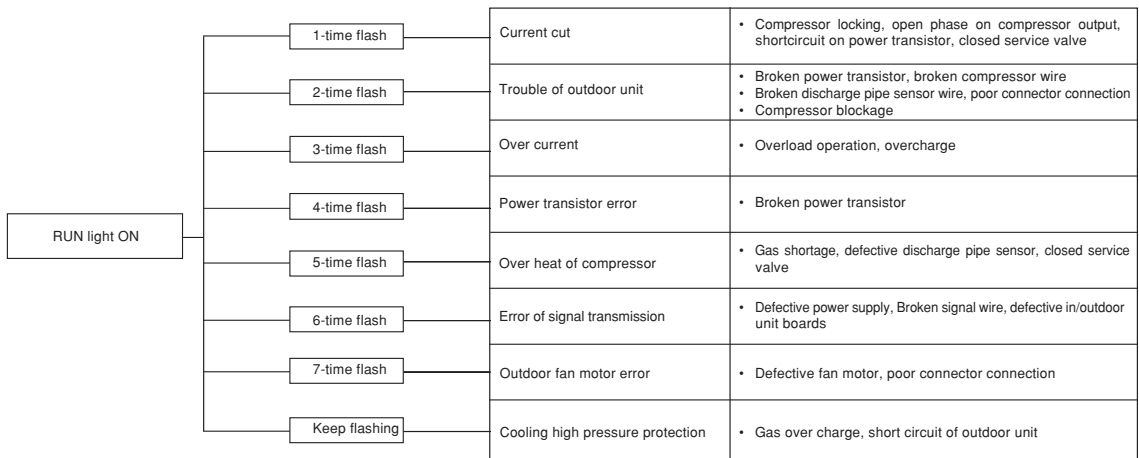 RUN light ON
1-time flash
Current cut
• Compressor locking, open phase on compressor output,
shortcircuit on power transistor, closed service valve
2-time flash
Trouble of outdoor unit
• Broken power transistor, broken compressor wire
• Broken discharge pipe sensor wire, poor connector connection
• Compressor blockage
3-time flash
Over current
• Overload operation, overcharge
4-time flash
Power transistor error
• Broken power transistor
5-time flash
Over heat of compressor
• Gas shortage, defective discharge pipe sensor, closed service
valve
6-time flash
Error of signal transmission
• Defective power supply, Broken signal wire, defective in/outdoor
unit boards
7-time flash
Outdoor fan motor error
• Defective fan motor, poor connector connection
Keep flashing
Cooling high pressure protection
• Gas over charge, short circuit of outdoor unit